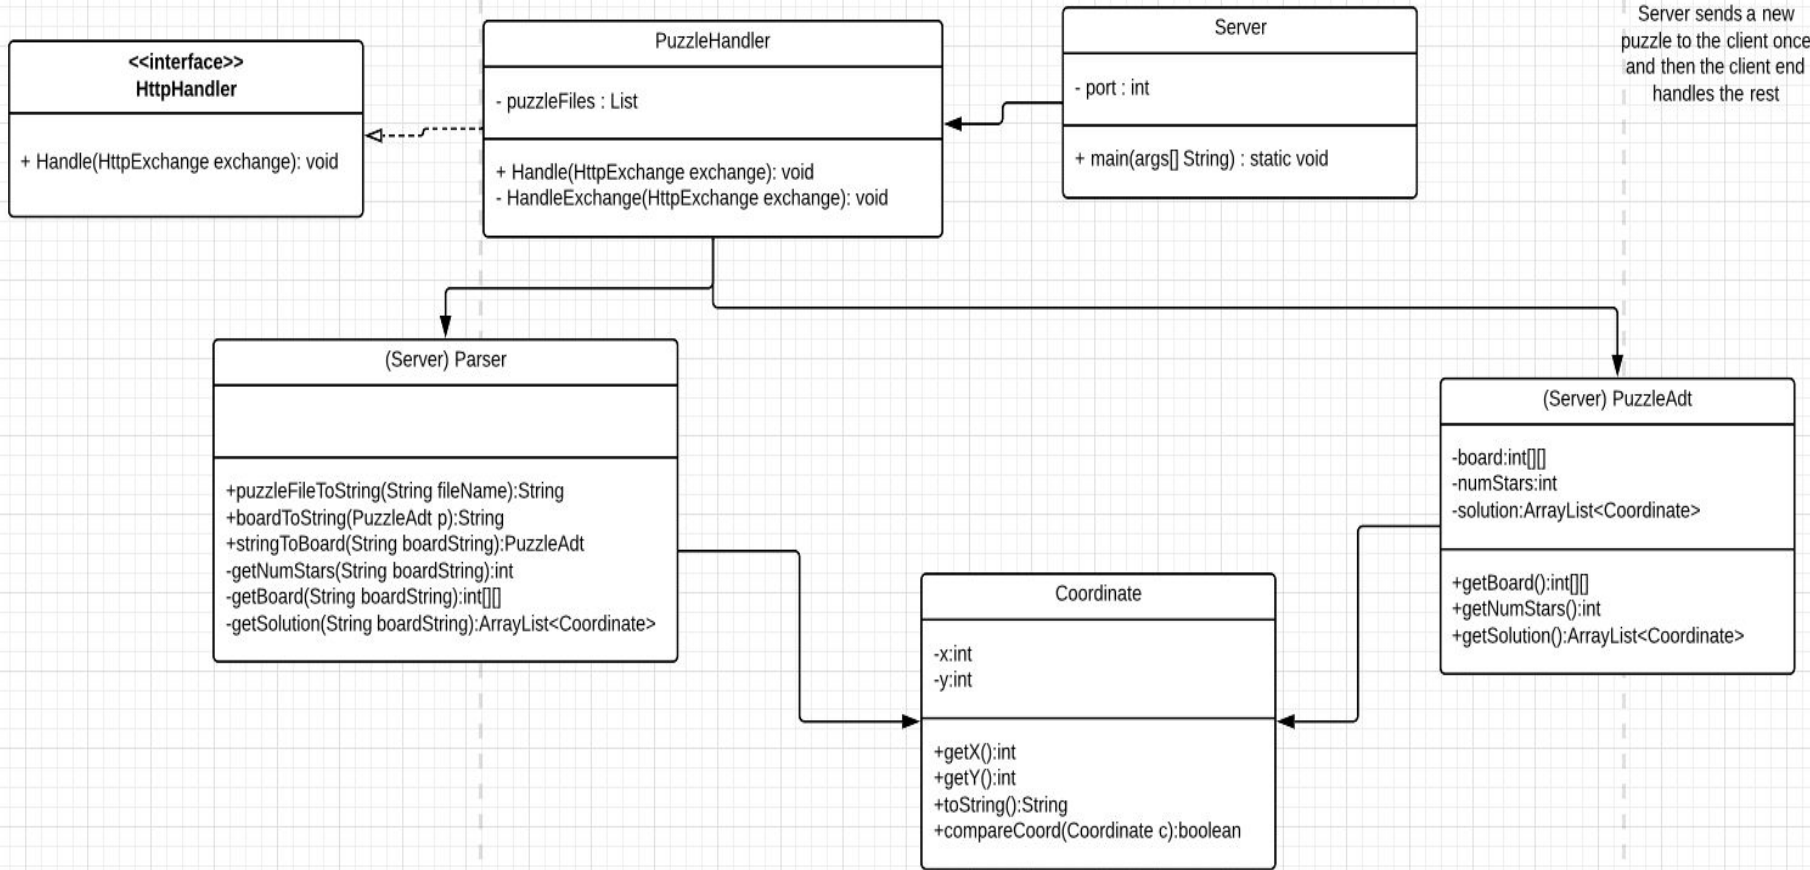 <<interface>>
HttpHandler
+ Handle(HttpExchange exchange): void
PuzzleHandler
- puzzleFiles : List
+ Handle(HttpExchange exchange): void
- HandleExchange(HttpExchange exchange): void
Server
- port : int
+ main(args[] String) : static void
Server sends a new
puzzle to the client once
and then the client end
handles the rest
(Server) Parser
+puzzleFileToString(String fileName):String
+boardToString(PuzzleAdt p):String
+stringToBoard(String boardString):PuzzleAdt
-getNumStars(String boardString):int
-getBoard(String boardString):int[][]
-getSolution(String boardString):ArrayList<Coordinate>
(Server) PuzzleAdt
-board:int[][]
-numStars:int
-solution:ArrayList<Coordinate>
+getBoard():int[][]
+getNumStars():int
+getSolution():ArrayList<Coordinate>
Coordinate
-x:int
-y:int
+getX():int
+getY():int
+toString():String
+compareCoord(Coordinate c):boolean